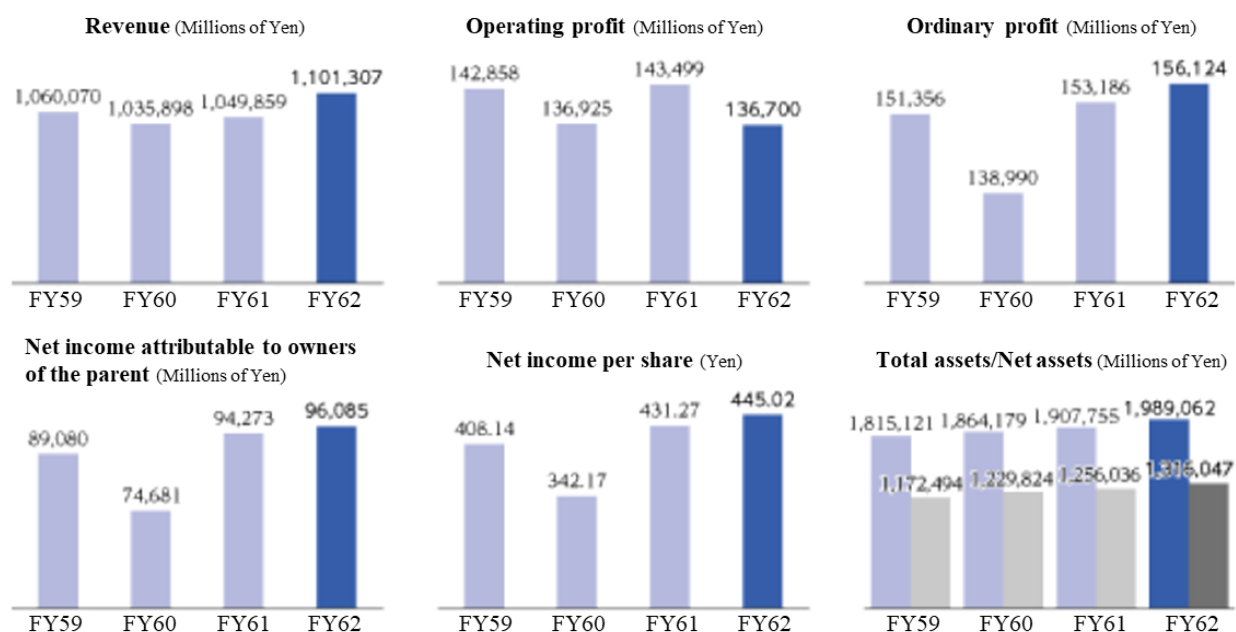 Revenue (Millions of Yen)
1,060,070 1,035,898 1,049,859 1,101,307
FY59 FY60 FY61 FY62
Operating profit (Millions of Yen)
142,858 136,925 143,499 136,700
FY59 FY60 FY61 FY62
Ordinary profit (Millions of Yen)
151,356 138,990 153,186 156,124
FY59 FY60 FY61 FY62
Net income attributable to owners
of the parent (Millions of Yen)
89,080 74,681 94,273 96,085
FY59 FY60 FY61 FY62
Net income per share (Yen)
408.14 342.17 431.27 445.02
FY59 FY60 FY61 FY62
Total assets/Net assets (Millions of Yen)
1,815,121 1,864,179 1,907,755 1,989,062
1,172,494 1,229,824 1,256,036 1,316,047
FY59 FY60 FY61 FY62